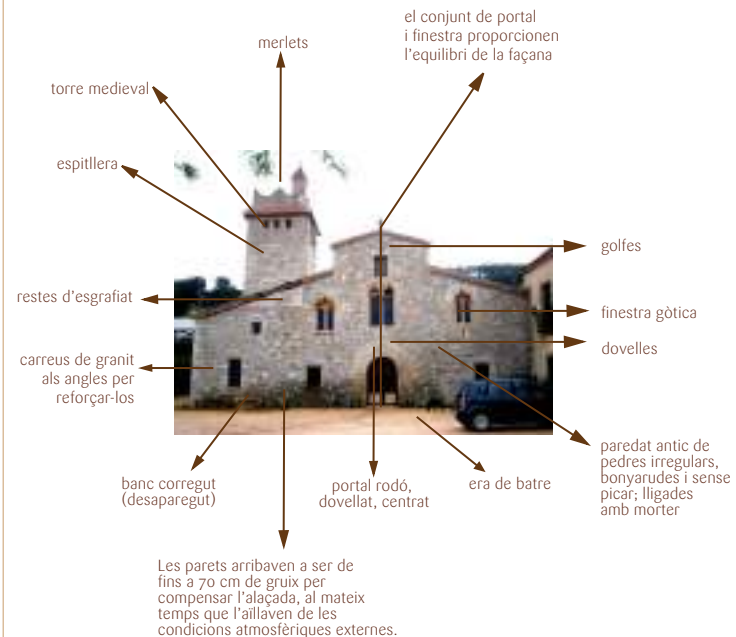 el conjunt de portal
i finestra proporcionen
l'equilibri de la façana
merlets
torre medieval
espitllera
golfes
restes d'esgrafiat
finestra gòtica
dovelles
carreus de granit
als angles per
reforçar-los
paredat antic de
pedres irregulars,
bonyarudes i sense
picar; lligades
amb morter
banc corregut
(desaparegut)
portal rodó,
dovellat, centrat
era de batre
Les parets arribaven a ser de
fins a 70 cm de gruix per
compensar l'alaçada, al mateix
temps que l'aïllaven de les
condicions atmosfèriques externes.